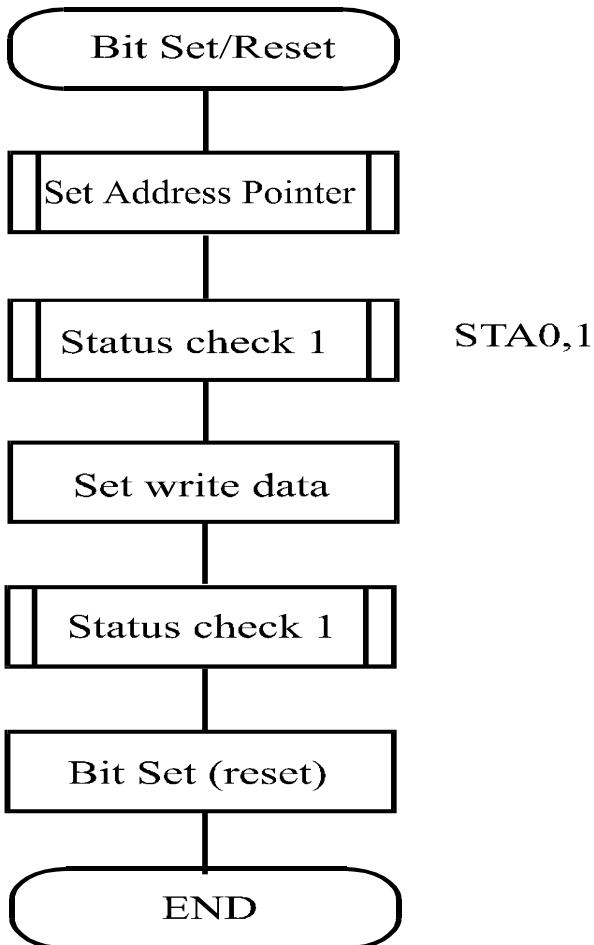 Bit Set/Reset
Set Address Pointer
Status check 1
STA0,1
Set write data
Status check 1
Bit Set (reset)
END